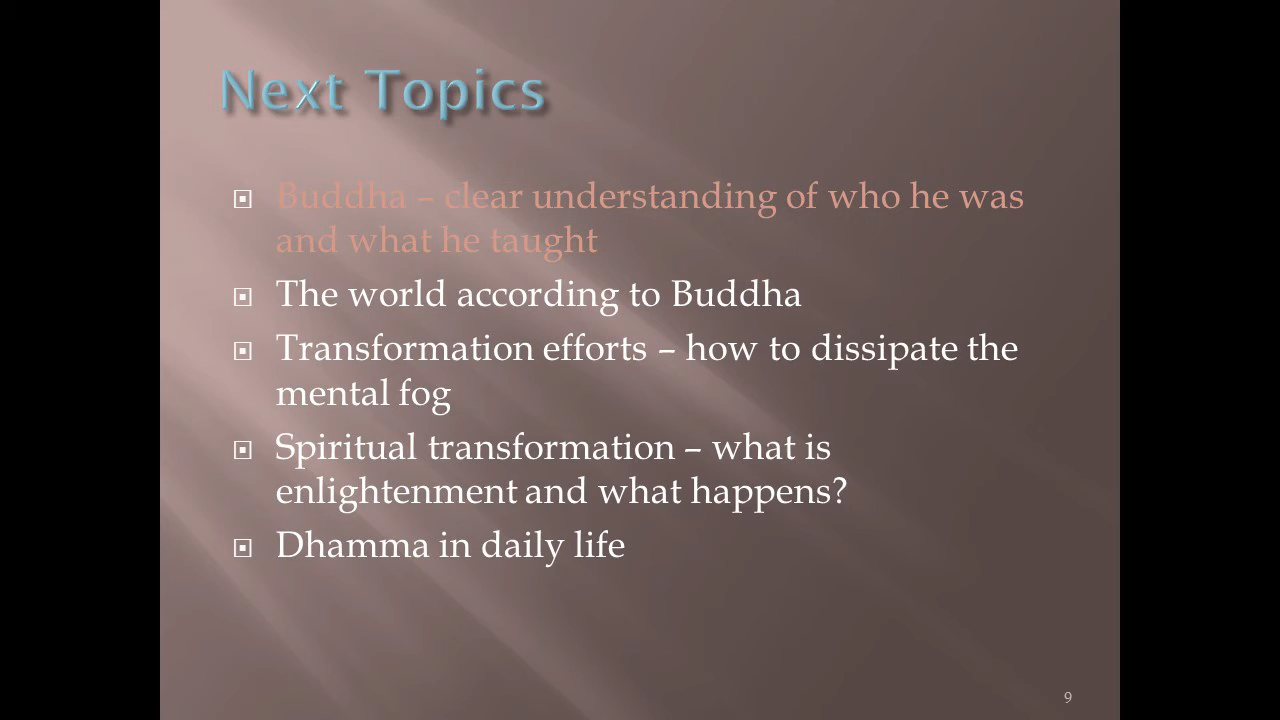 Next Topics
Buddha – clear understanding of who he was
and what he taught
The world according to Buddha
Transformation efforts – how to dissipate the
mental fog
Spiritual transformation – what is
enlightenment and what happens?
Dhamma in daily life
9